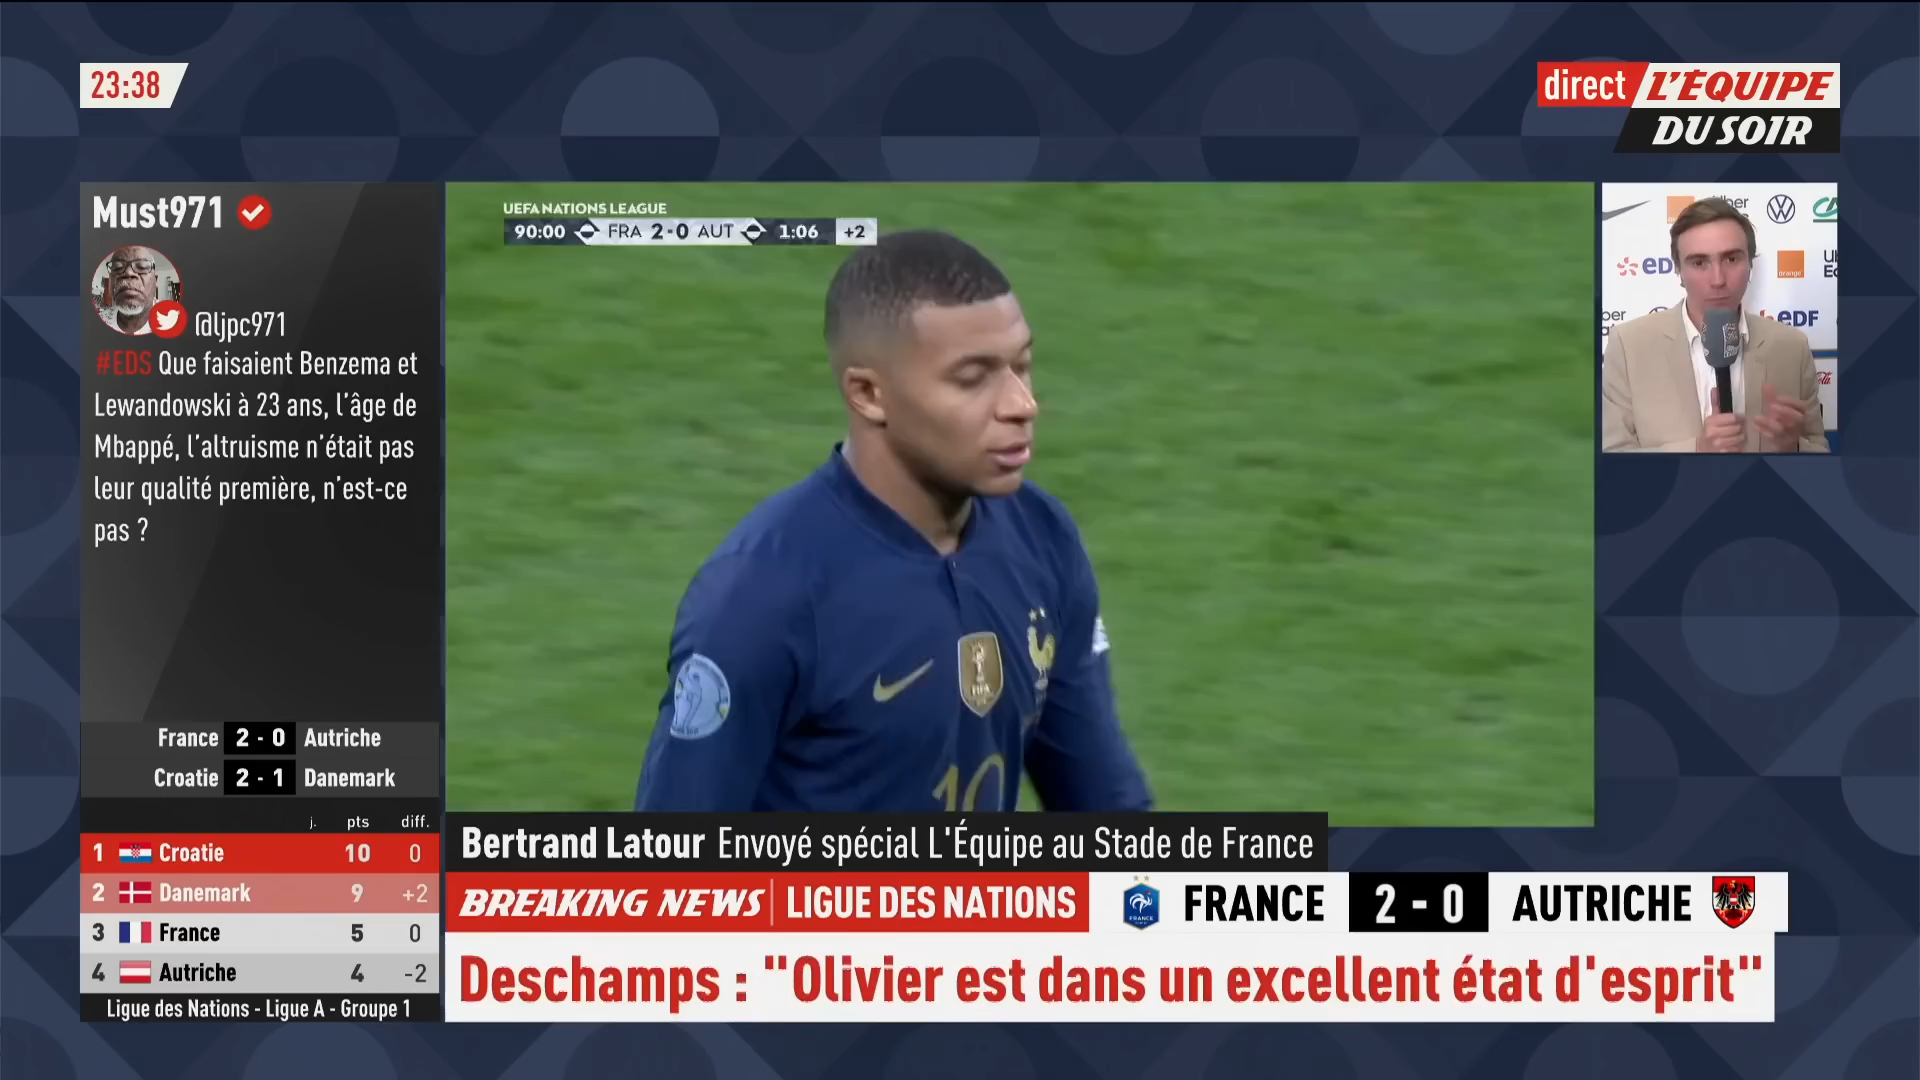 23:38
direct L'ÉQUIPE
DU SOIR
Must971
@ljpc971
#EDS Que faisaient Benzema et
Lewandowski à 23 ans, l'âge de
Mbappé, l'altruisme n'était pas
leur qualité première, n'est-ce
pas ?
France 2 - 0 Autriche
Croatie 2 - 1 Danemark
j. pts diff.
1 Croatie 10 0
2 Danemark 9 +2
3 France 5 0
4 Autriche 4 -2
Ligue des Nations - Ligue A - Groupe 1
UEFA NATIONS LEAGUE
90:00 FRA 2-0 AUT 1:06 +2
FIFA
10
orange
EDF
Bertrand Latour Envoyé spécial L'Équipe au Stade de France
BREAKING NEWS LIGUE DES NATIONS FRANCE 2 - 0 AUTRICHE
FRANCE
Deschamps : "Olivier est dans un excellent état d'esprit"